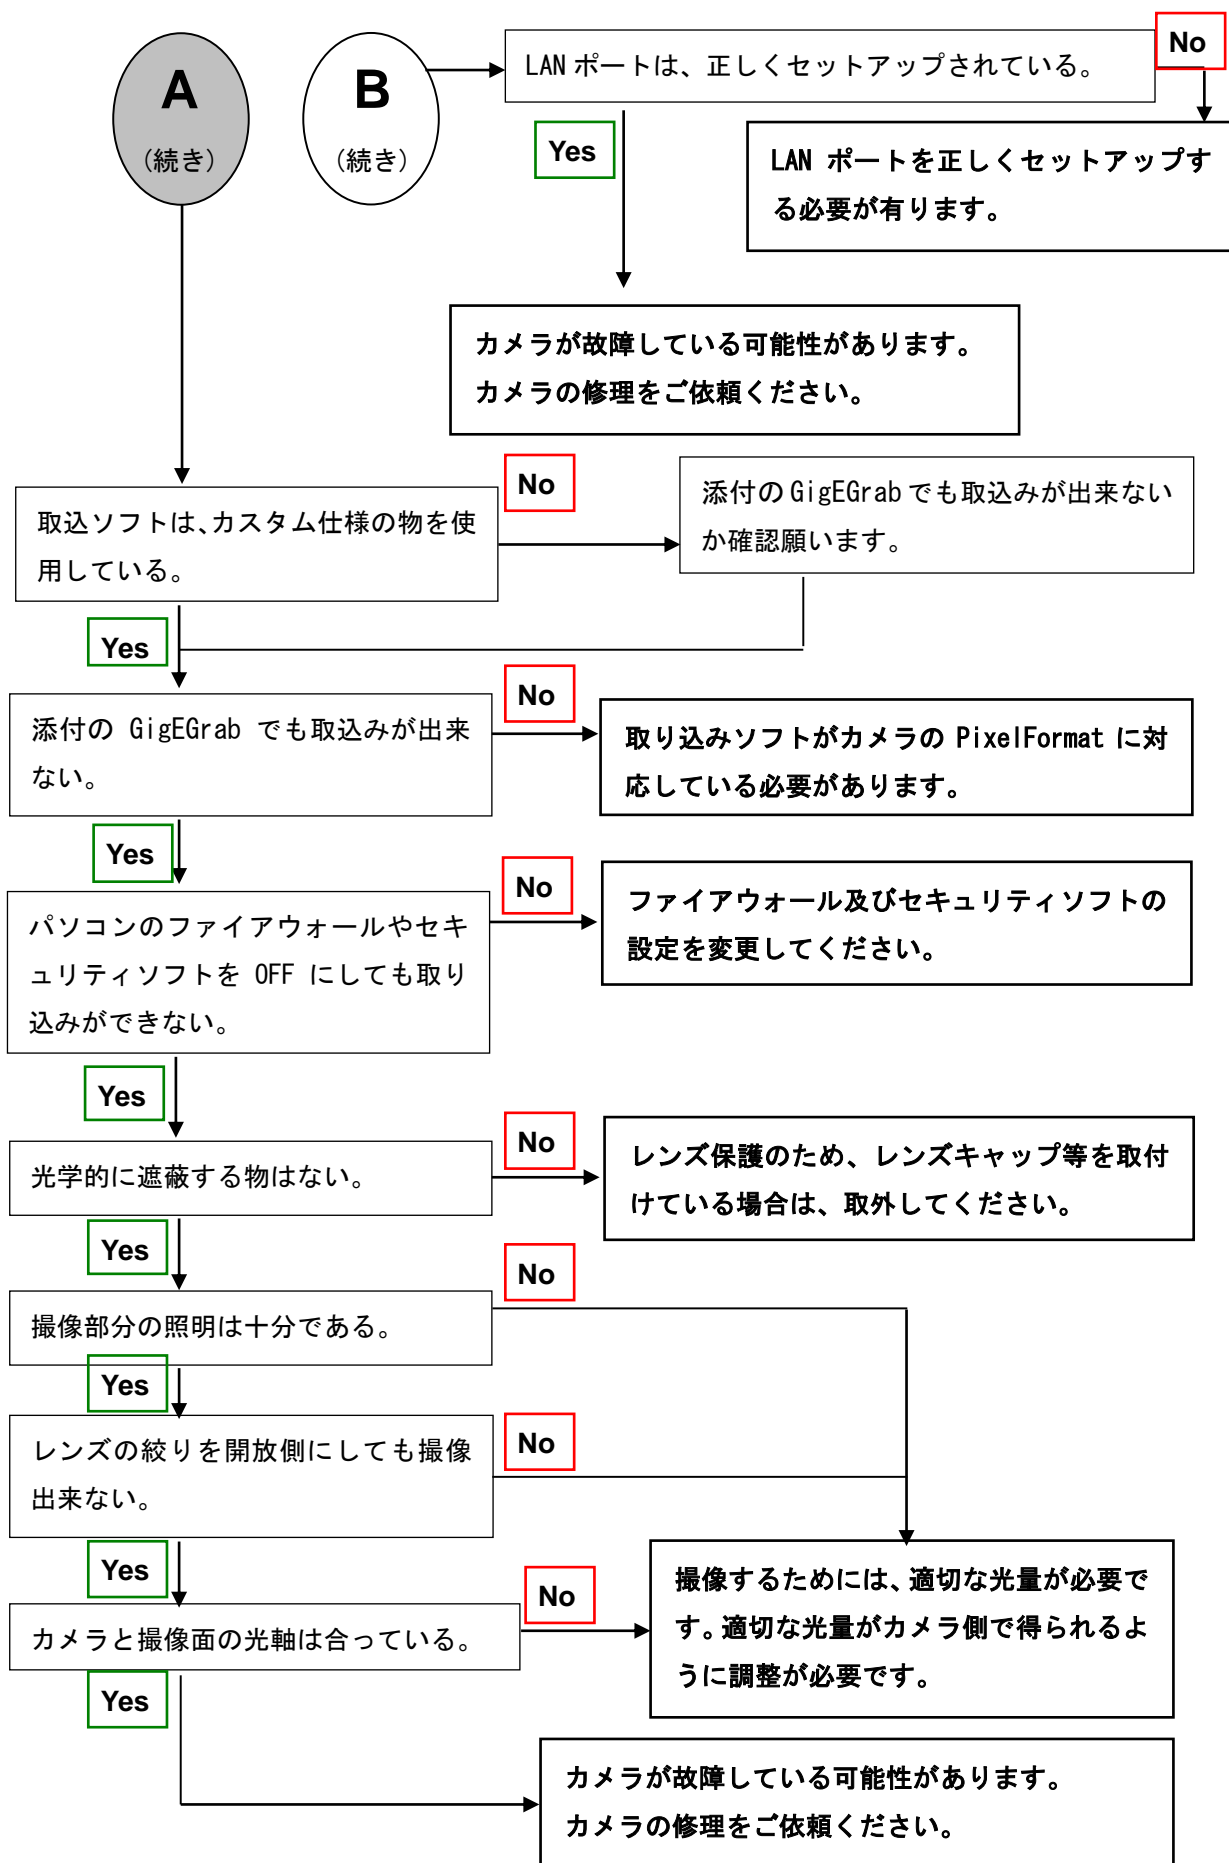 A
(続き)
B
(続き)
LAN ポートは、正しくセットアップされている。
No
Yes
LAN ポートを正しくセットアップす
る必要が有ります。
カメラが故障している可能性があります。
カメラの修理をご依頼ください。
取込ソフトは、カスタム仕様の物を使
用している。
No
添付の GigEGrab でも取込みが出来ない
か確認願います。
Yes
添付の GigEGrab でも取込みが出来
ない。
No
取り込みソフトがカメラの PixelFormat に対
応している必要があります。
Yes
パソコンのファイアウォールやセキ
ュリティソフトを OFF にしても取り
込みができない。
No
ファイアウォール及びセキュリティソフトの
設定を変更してください。
Yes
光学的に遮蔽する物はない。
No
レンズ保護のため、レンズキャップ等を取付
けている場合は、取外してください。
Yes
撮像部分の照明は十分である。
No
Yes
レンズの絞りを開放側にしても撮像
出来ない。
No
Yes
カメラと撮像面の光軸は合っている。
No
撮像するためには、適切な光量が必要で
す。適切な光量がカメラ側で得られるよ
うに調整が必要です。
Yes
カメラが故障している可能性があります。
カメラの修理をご依頼ください。